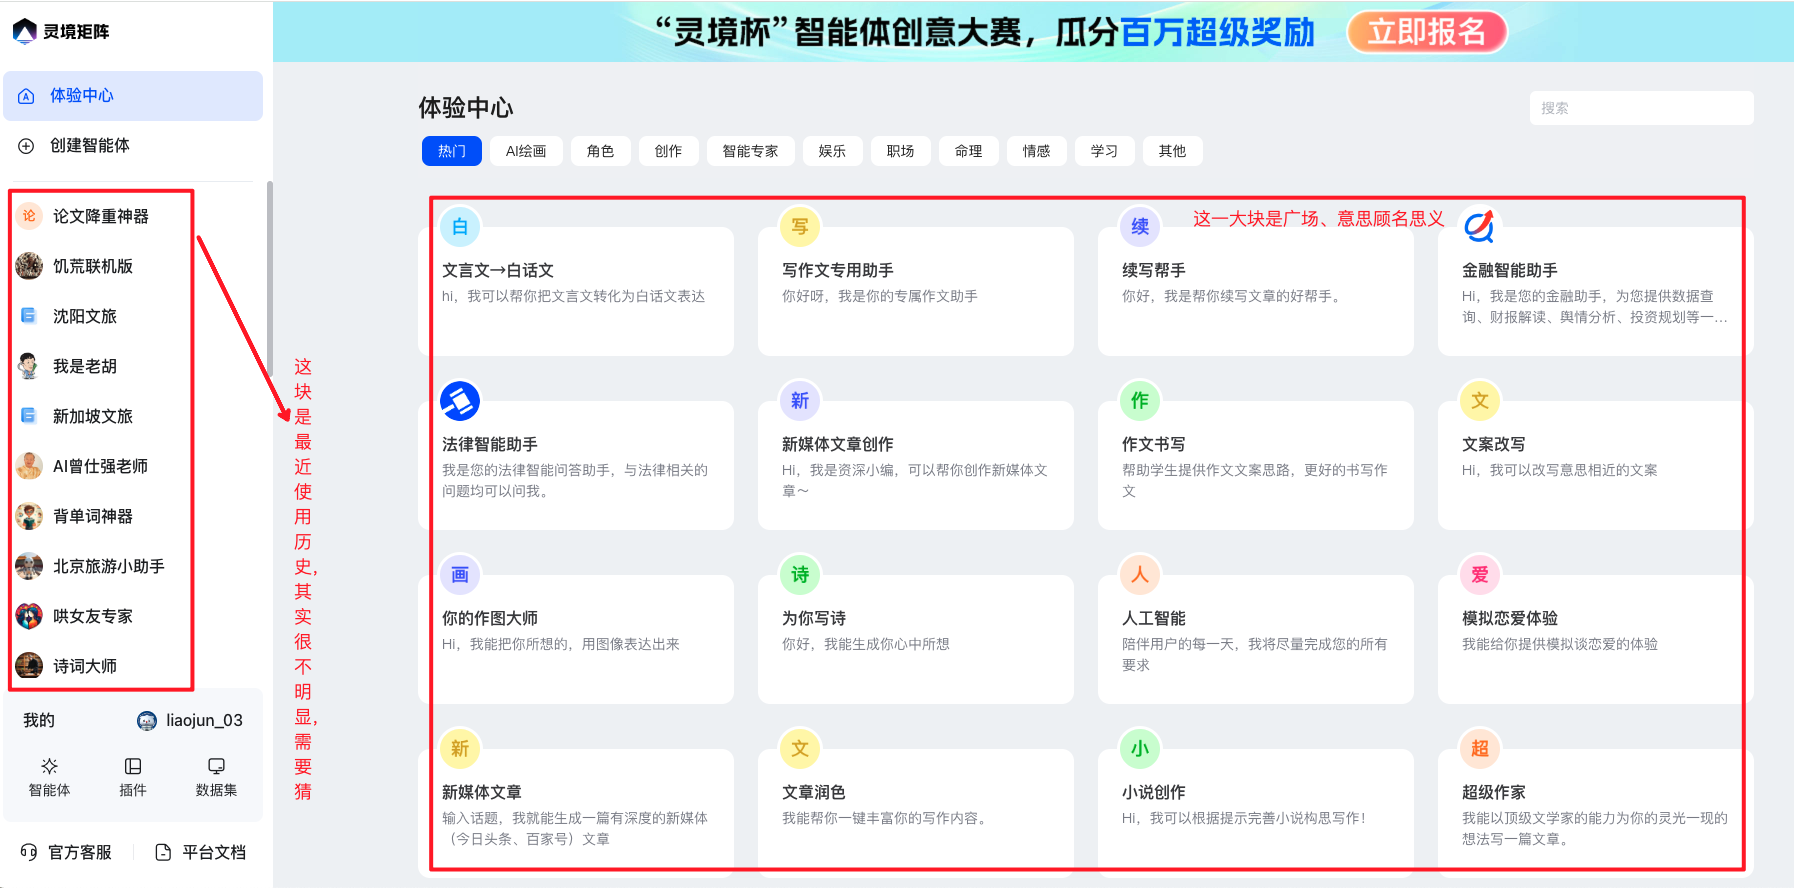 灵境矩阵
体验中心
创建智能体
论 论文降重神器
饥荒联机版
沈阳文旅
我是老胡
新加坡文旅
AI曾仕强老师
背单词神器
北京旅游小助手
哄女友专家
诗词大师
我的 liaojun_03
智能体 插件 数据集
官方客服 平台文档
这块是最近使用历史,其实很不明显,需要猜
“灵境杯”智能体创意大赛，瓜分百万超级奖励 立即报名
体验中心
搜索
热门 AI绘画 角色 创作 智能专家 娱乐 职场 命理 情感 学习 其他
这一大块是广场、意思顾名思义
白
文言文→白话文
hi，我可以帮你把文言文转化为白话文表达
写
写作文专用助手
你好呀，我是你的专属作文助手
续
续写帮手
你好，我是帮你续写文章的好帮手。
金融智能助手
Hi，我是您的金融助手，为您提供数据查
询、财报解读、舆情分析、投资规划等一...
法律智能助手
我是您的法律智能问答助手，与法律相关的
问题均可以问我。
新
新媒体文章创作
Hi，我是资深小编，可以帮你创作新媒体文
章～
作
作文书写
帮助学生提供作文文案思路，更好的书写作
文
文
文案改写
Hi，我可以改写意思相近的文案
画
你的作图大师
Hi，我能把你所想的，用图像表达出来
诗
为你写诗
你好，我能生成你心中所想
人
人工智能
陪伴用户的每一天，我将尽量完成您的所有
要求
爱
模拟恋爱体验
我能给你提供模拟谈恋爱的体验
新
新媒体文章
输入话题，我就能生成一篇有深度的新媒体
（今日头条、百家号）文章
文
文章润色
我能帮你一键丰富你的写作内容。
小
小说创作
Hi，我可以根据提示完善小说构思写作！
超
超级作家
我能以顶级文学家的能力为你的灵光一现的
想法写一篇文章。